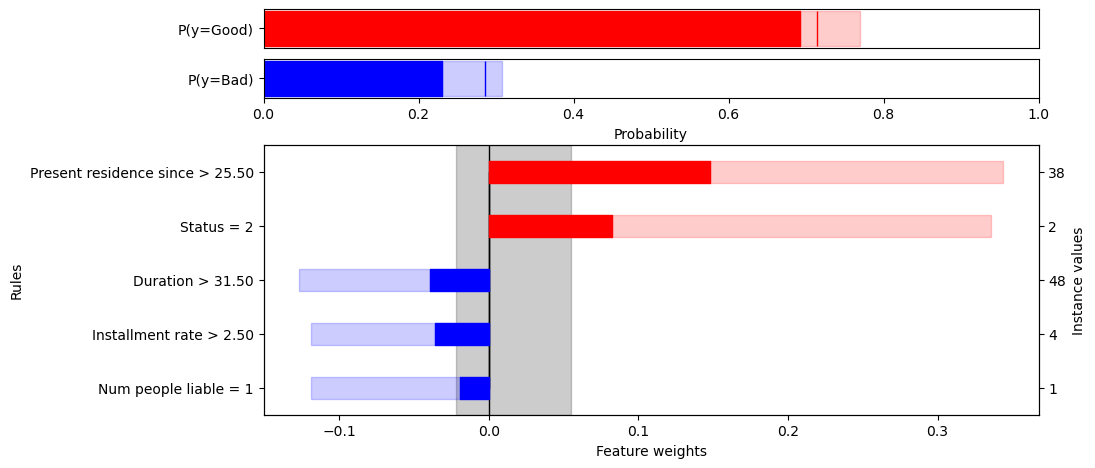 P(y=Good)
P(y=Bad)
0.0 0.2 0.4 0.6 0.8 1.0
Probability
Present residence since > 25.50 38
Status = 2 2
Duration > 31.50 48
Installment rate > 2.50 4
Num people liable = 1 1
Rules
Instance values
−0.1 0.0 0.1 0.2 0.3
Feature weights